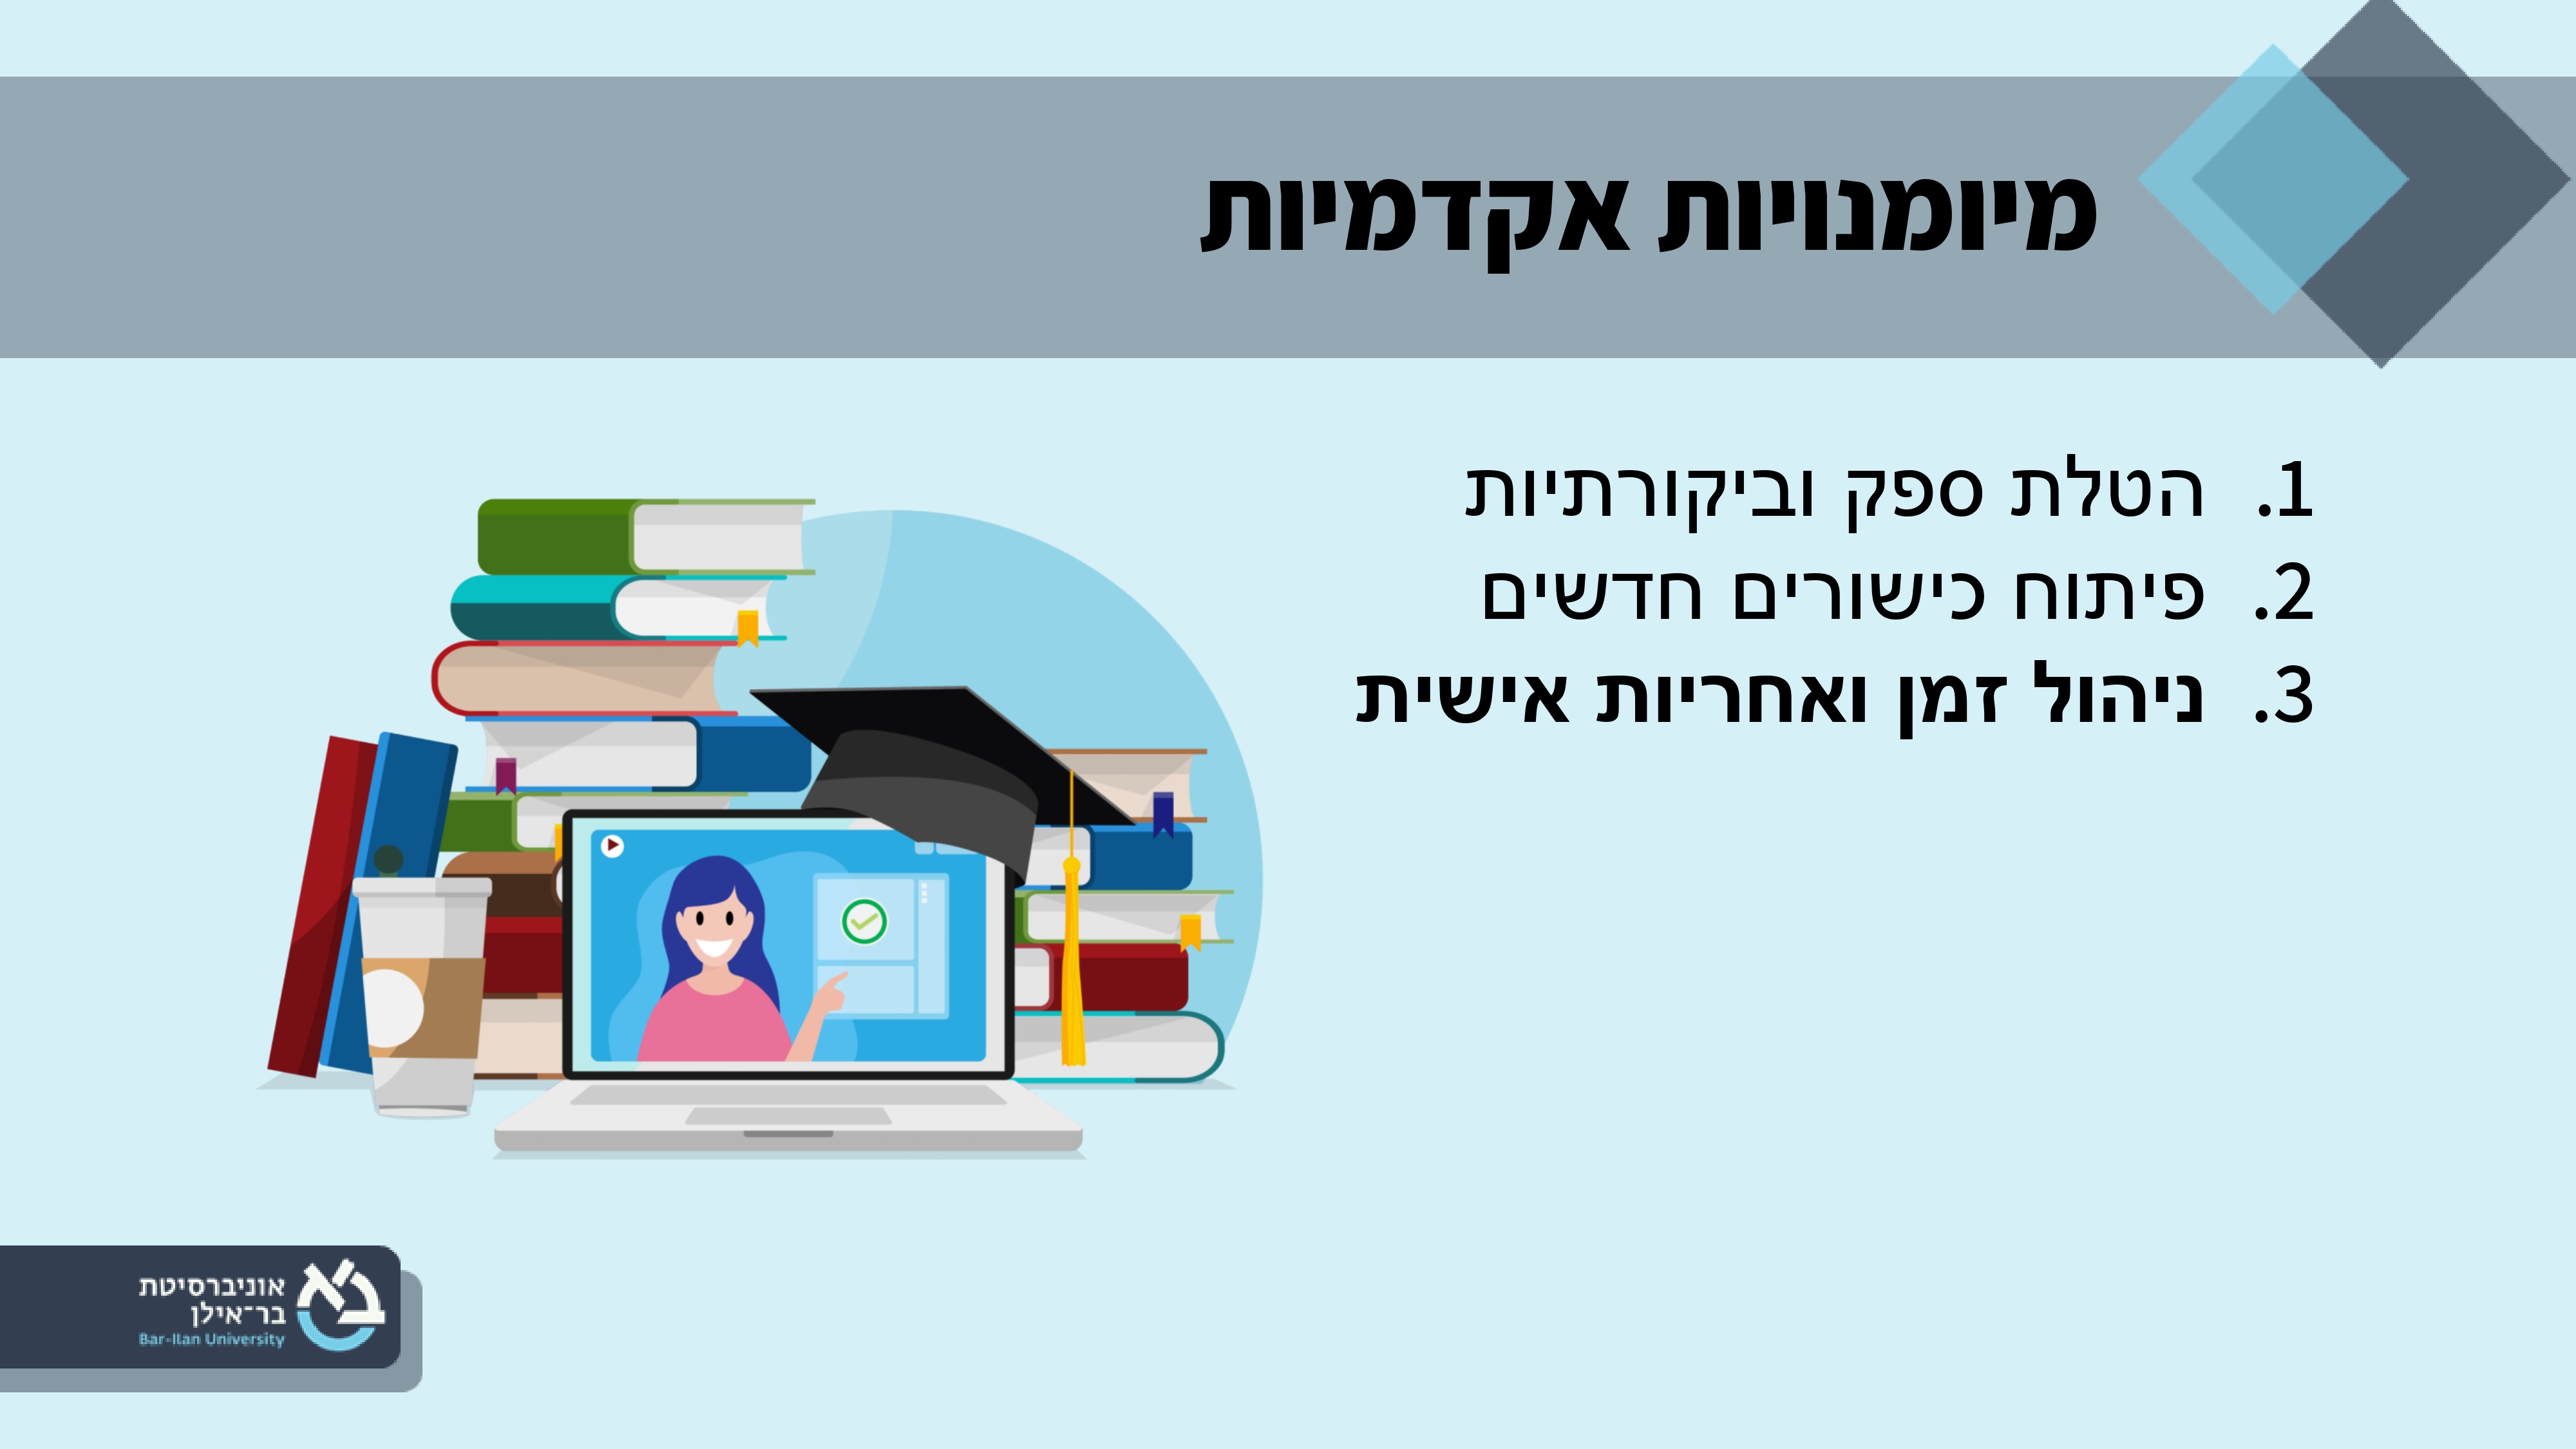 מיומנויות אקדמיות
1. הטלת ספק וביקורתיות
2. פיתוח כישורים חדשים
3. ניהול זמן ואחריות אישית
אוניברסיטת
בר־אילן
Bar-Ilan University